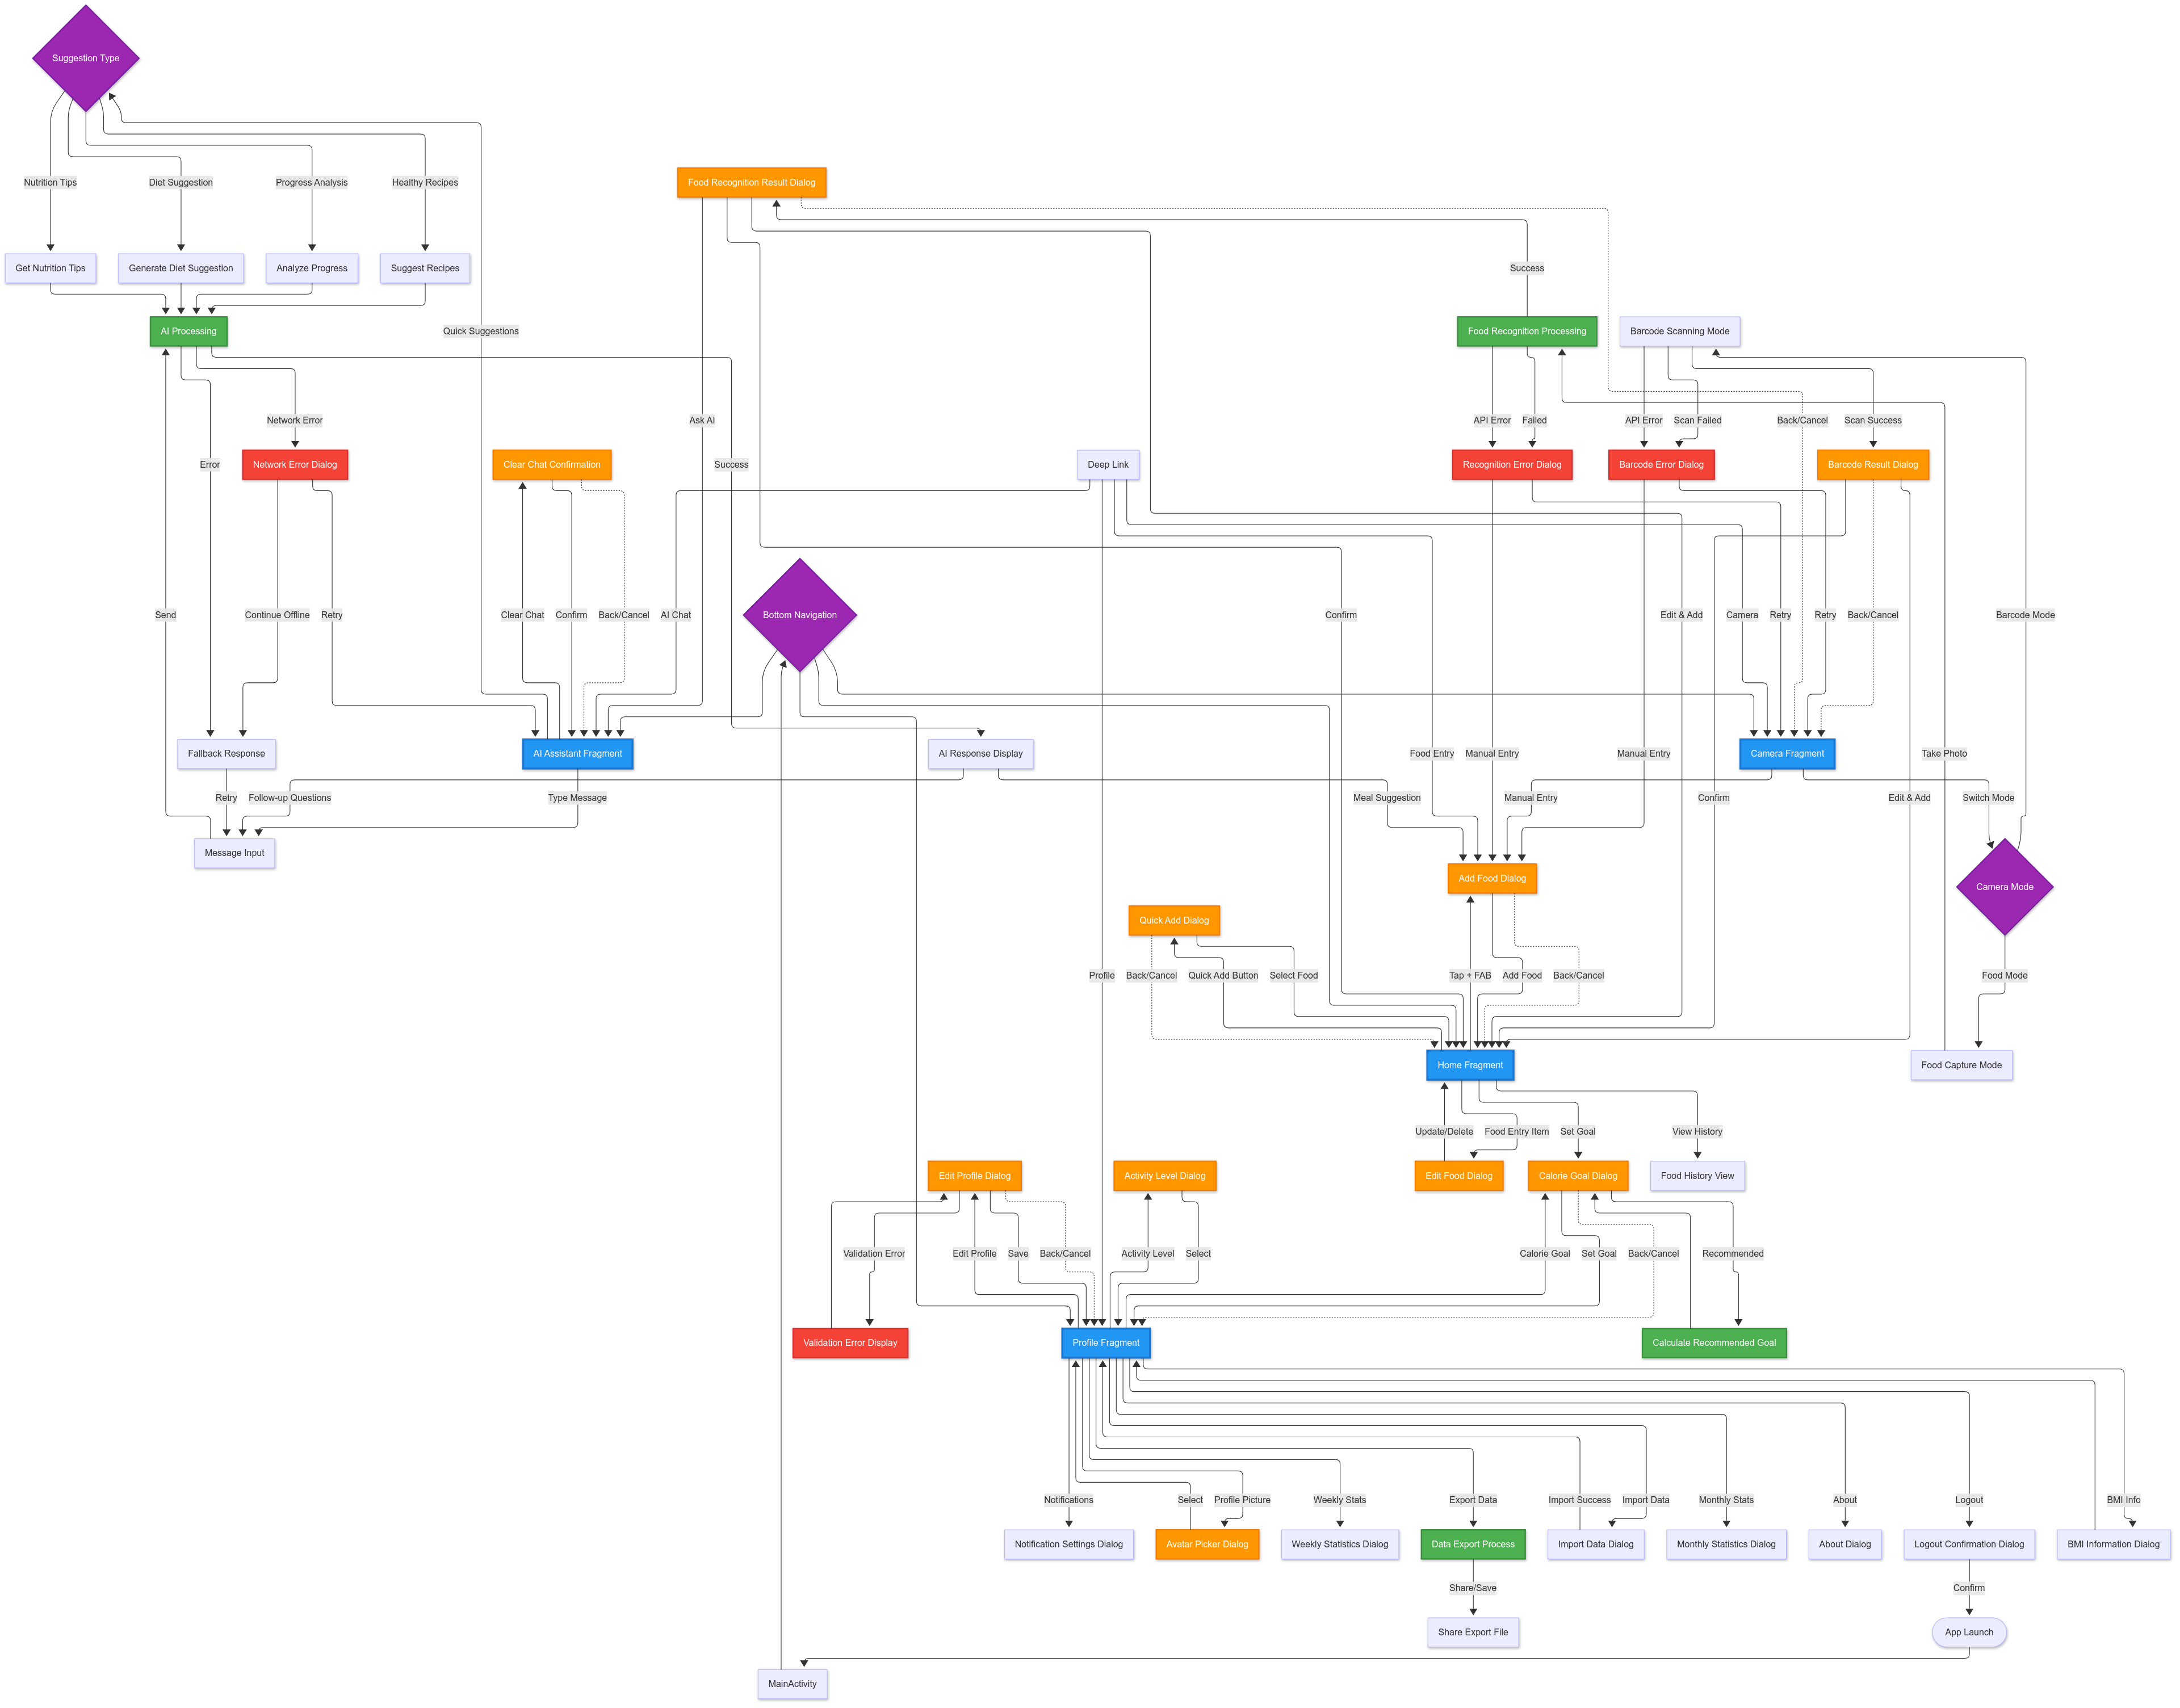 Suggestion Type
Nutrition Tips
Diet Suggestion
Progress Analysis
Healthy Recipes
Food Recognition Result Dialog
Get Nutrition Tips
Generate Diet Suggestion
Analyze Progress
Suggest Recipes
Success
AI Processing
Quick Suggestions
Food Recognition Processing
Barcode Scanning Mode
Network Error
Ask AI
API Error
Failed
API Error
Scan Failed
Back/Cancel
Scan Success
Error
Network Error Dialog
Clear Chat Confirmation
Success
Deep Link
Recognition Error Dialog
Barcode Error Dialog
Barcode Result Dialog
Send
Continue Offline
Retry
Clear Chat
Confirm
Back/Cancel
AI Chat
Bottom Navigation
Confirm
Edit & Add
Camera
Retry
Retry
Back/Cancel
Barcode Mode
Fallback Response
AI Assistant Fragment
AI Response Display
Food Entry
Manual Entry
Manual Entry
Camera Fragment
Take Photo
Retry
Follow-up Questions
Type Message
Meal Suggestion
Manual Entry
Confirm
Edit & Add
Switch Mode
Message Input
Add Food Dialog
Camera Mode
Quick Add Dialog
Profile
Back/Cancel
Quick Add Button
Select Food
Tap + FAB
Add Food
Back/Cancel
Food Mode
Home Fragment
Food Capture Mode
Update/Delete
Food Entry Item
Set Goal
View History
Edit Profile Dialog
Activity Level Dialog
Edit Food Dialog
Calorie Goal Dialog
Food History View
Validation Error
Edit Profile
Save
Back/Cancel
Activity Level
Select
Calorie Goal
Set Goal
Back/Cancel
Recommended
Validation Error Display
Profile Fragment
Calculate Recommended Goal
Notifications
Select
Profile Picture
Weekly Stats
Export Data
Import Success
Import Data
Monthly Stats
About
Logout
BMI Info
Notification Settings Dialog
Avatar Picker Dialog
Weekly Statistics Dialog
Data Export Process
Import Data Dialog
Monthly Statistics Dialog
About Dialog
Logout Confirmation Dialog
BMI Information Dialog
Share/Save
Confirm
Share Export File
App Launch
MainActivity